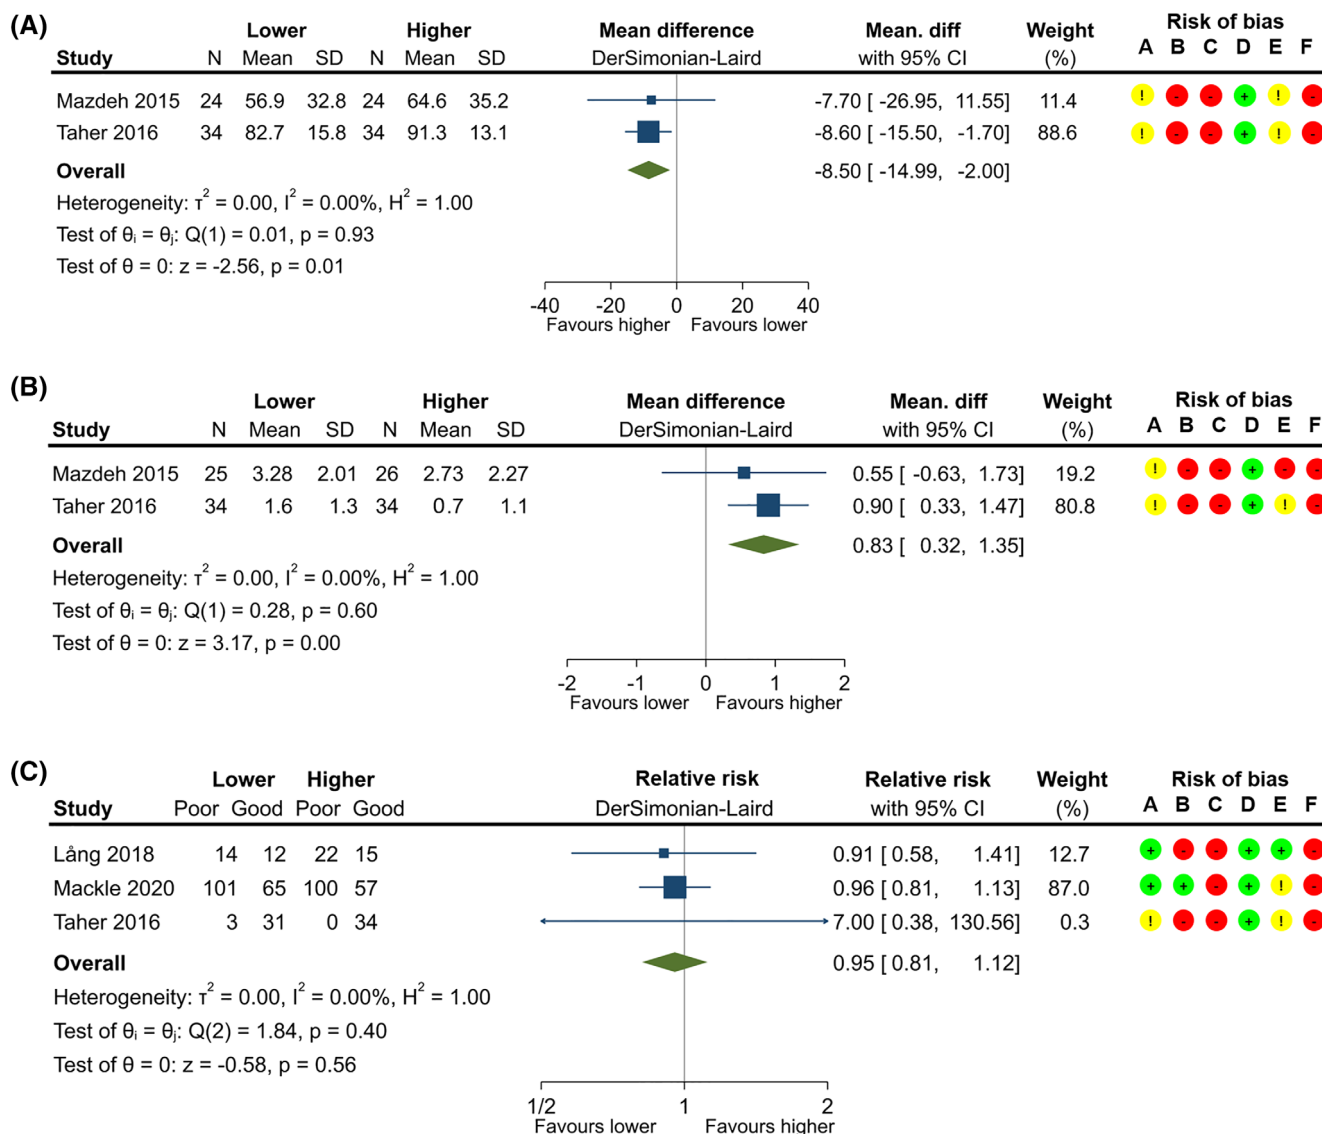 (A)
Lower Higher Mean difference Mean. diff Weight Risk of bias
Study N Mean SD N Mean SD DerSimonian-Laird with 95% CI (%) A B C D E F
Mazdeh 2015 24 56.9 32.8 24 64.6 35.2 -7.70 [ -26.95, 11.55] 11.4 ! - - + ! -
Taher 2016 34 82.7 15.8 34 91.3 13.1 -8.60 [ -15.50, -1.70] 88.6 ! - - + ! -
Overall -8.50 [ -14.99, -2.00]
Heterogeneity: τ² = 0.00, I² = 0.00%, H² = 1.00
Test of θᵢ = θⱼ: Q(1) = 0.01, p = 0.93
Test of θ = 0: z = -2.56, p = 0.01
-40 -20 0 20 40
Favours higher Favours lower
(B)
Lower Higher Mean difference Mean. diff Weight Risk of bias
Study N Mean SD N Mean SD DerSimonian-Laird with 95% CI (%) A B C D E F
Mazdeh 2015 25 3.28 2.01 26 2.73 2.27 0.55 [ -0.63, 1.73] 19.2 ! - - + - -
Taher 2016 34 1.6 1.3 34 0.7 1.1 0.90 [ 0.33, 1.47] 80.8 ! - - + ! -
Overall 0.83 [ 0.32, 1.35]
Heterogeneity: τ² = 0.00, I² = 0.00%, H² = 1.00
Test of θᵢ = θⱼ: Q(1) = 0.28, p = 0.60
Test of θ = 0: z = 3.17, p = 0.00
-2 -1 0 1 2
Favours lower Favours higher
(C)
Lower Higher Relative risk Relative risk Weight Risk of bias
Study Poor Good Poor Good DerSimonian-Laird with 95% CI (%) A B C D E F
Lång 2018 14 12 22 15 0.91 [0.58, 1.41] 12.7 + - - + + -
Mackle 2020 101 65 100 57 0.96 [0.81, 1.13] 87.0 + + - + ! -
Taher 2016 3 31 0 34 7.00 [0.38, 130.56] 0.3 ! - - + ! -
Overall 0.95 [0.81, 1.12]
Heterogeneity: τ² = 0.00, I² = 0.00%, H² = 1.00
Test of θᵢ = θⱼ: Q(2) = 1.84, p = 0.40
Test of θ = 0: z = -0.58, p = 0.56
1/2 1 2
Favours lower Favours higher